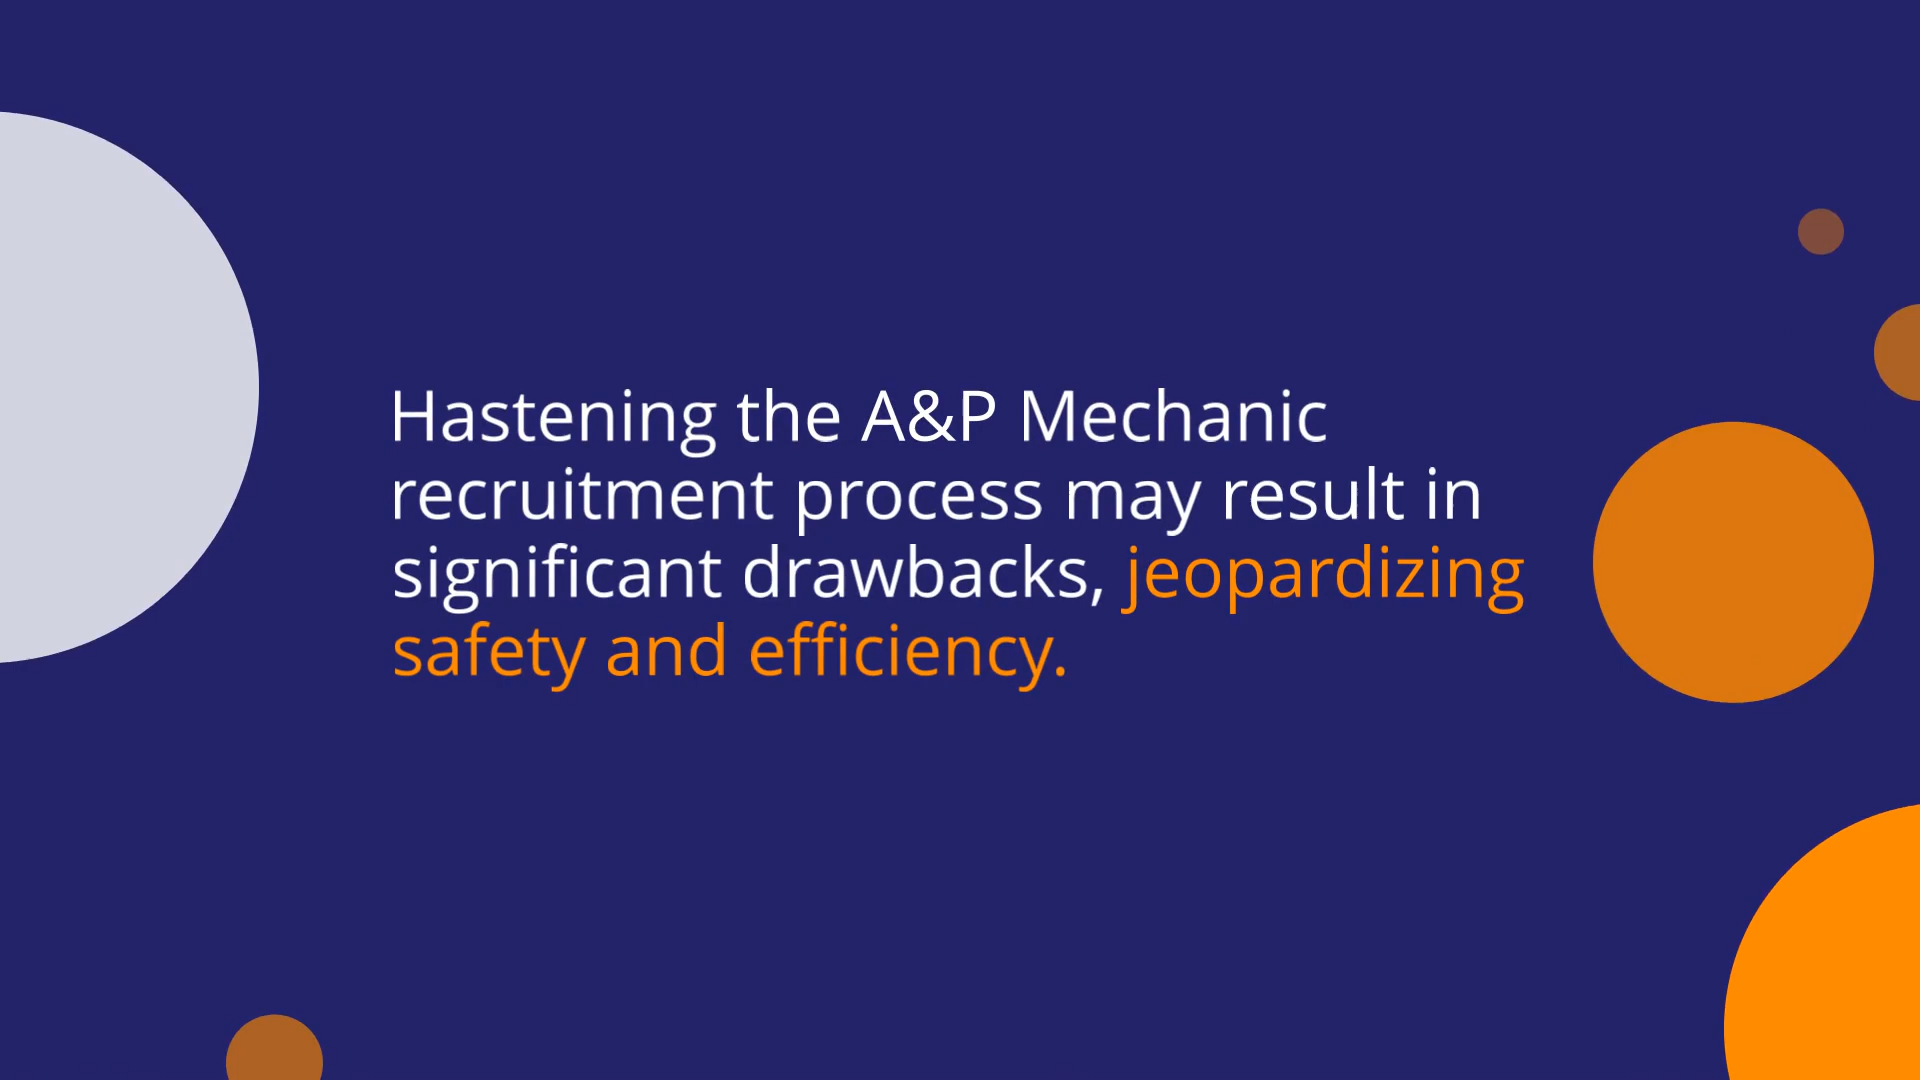 Hastening the A&P Mechanic
recruitment process may result in
significant drawbacks, jeopardizing
safety and efficiency.